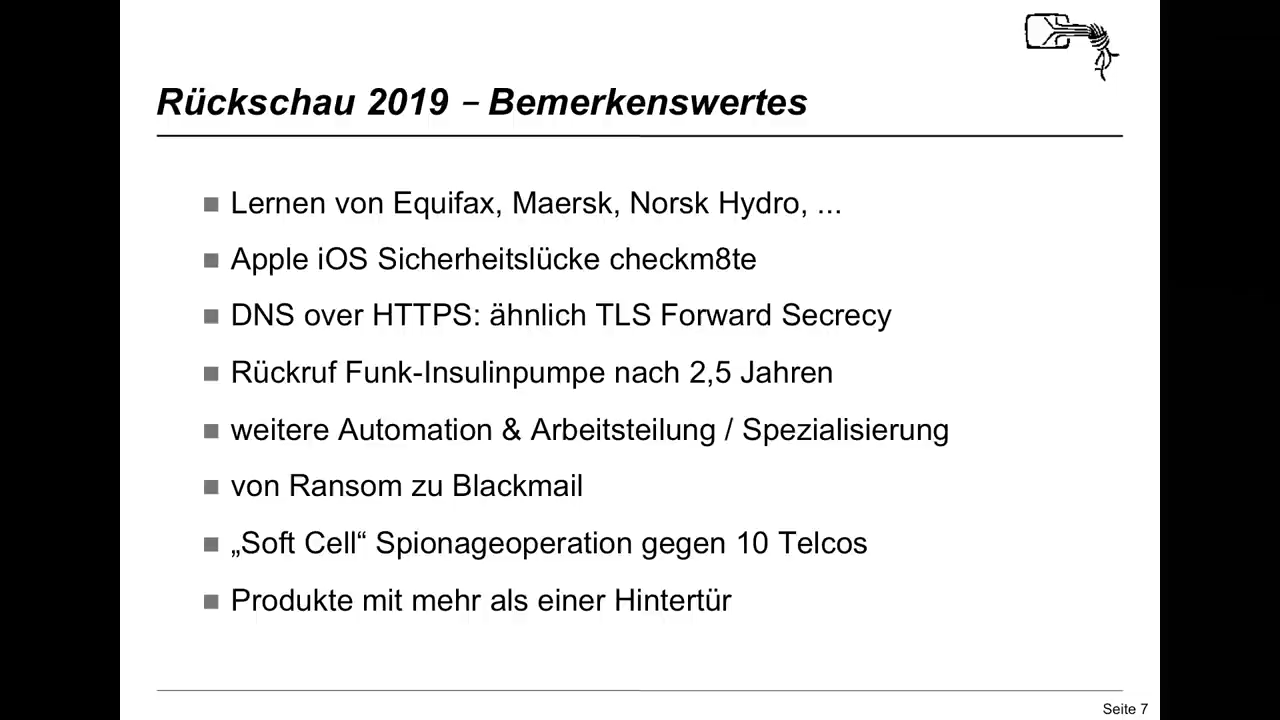 Rückschau 2019 – Bemerkenswertes
Lernen von Equifax, Maersk, Norsk Hydro, ...
Apple iOS Sicherheitslücke checkm8te
DNS over HTTPS: ähnlich TLS Forward Secrecy
Rückruf Funk-Insulinpumpe nach 2,5 Jahren
weitere Automation & Arbeitsteilung / Spezialisierung
von Ransom zu Blackmail
„Soft Cell“ Spionageoperation gegen 10 Telcos
Produkte mit mehr als einer Hintertür
Seite 7